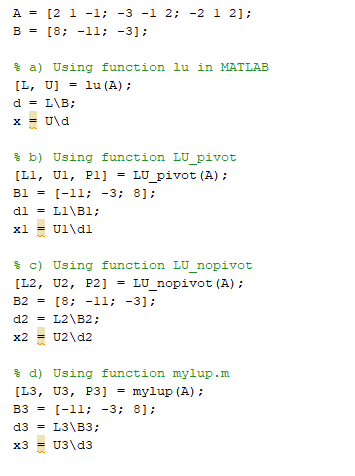 A = [2 1 -1; -3 -1 2; -2 1 2];
B = [8; -11; -3];
% a) Using function lu in MATLAB
[L, U] = lu(A);
d = L\B;
x = U\d
% b) Using function LU_pivot
[L1, U1, P1] = LU_pivot(A);
B1 = [-11; -3; 8];
d1 = L1\B1;
x1 = U1\d1
% c) Using function LU_nopivot
[L2, U2, P2] = LU_nopivot(A);
B2 = [8; -11; -3];
d2 = L2\B2;
x2 = U2\d2
% d) Using function mylup.m
[L3, U3, P3] = mylup(A);
B3 = [-11; -3; 8];
d3 = L3\B3;
x3 = U3\d3